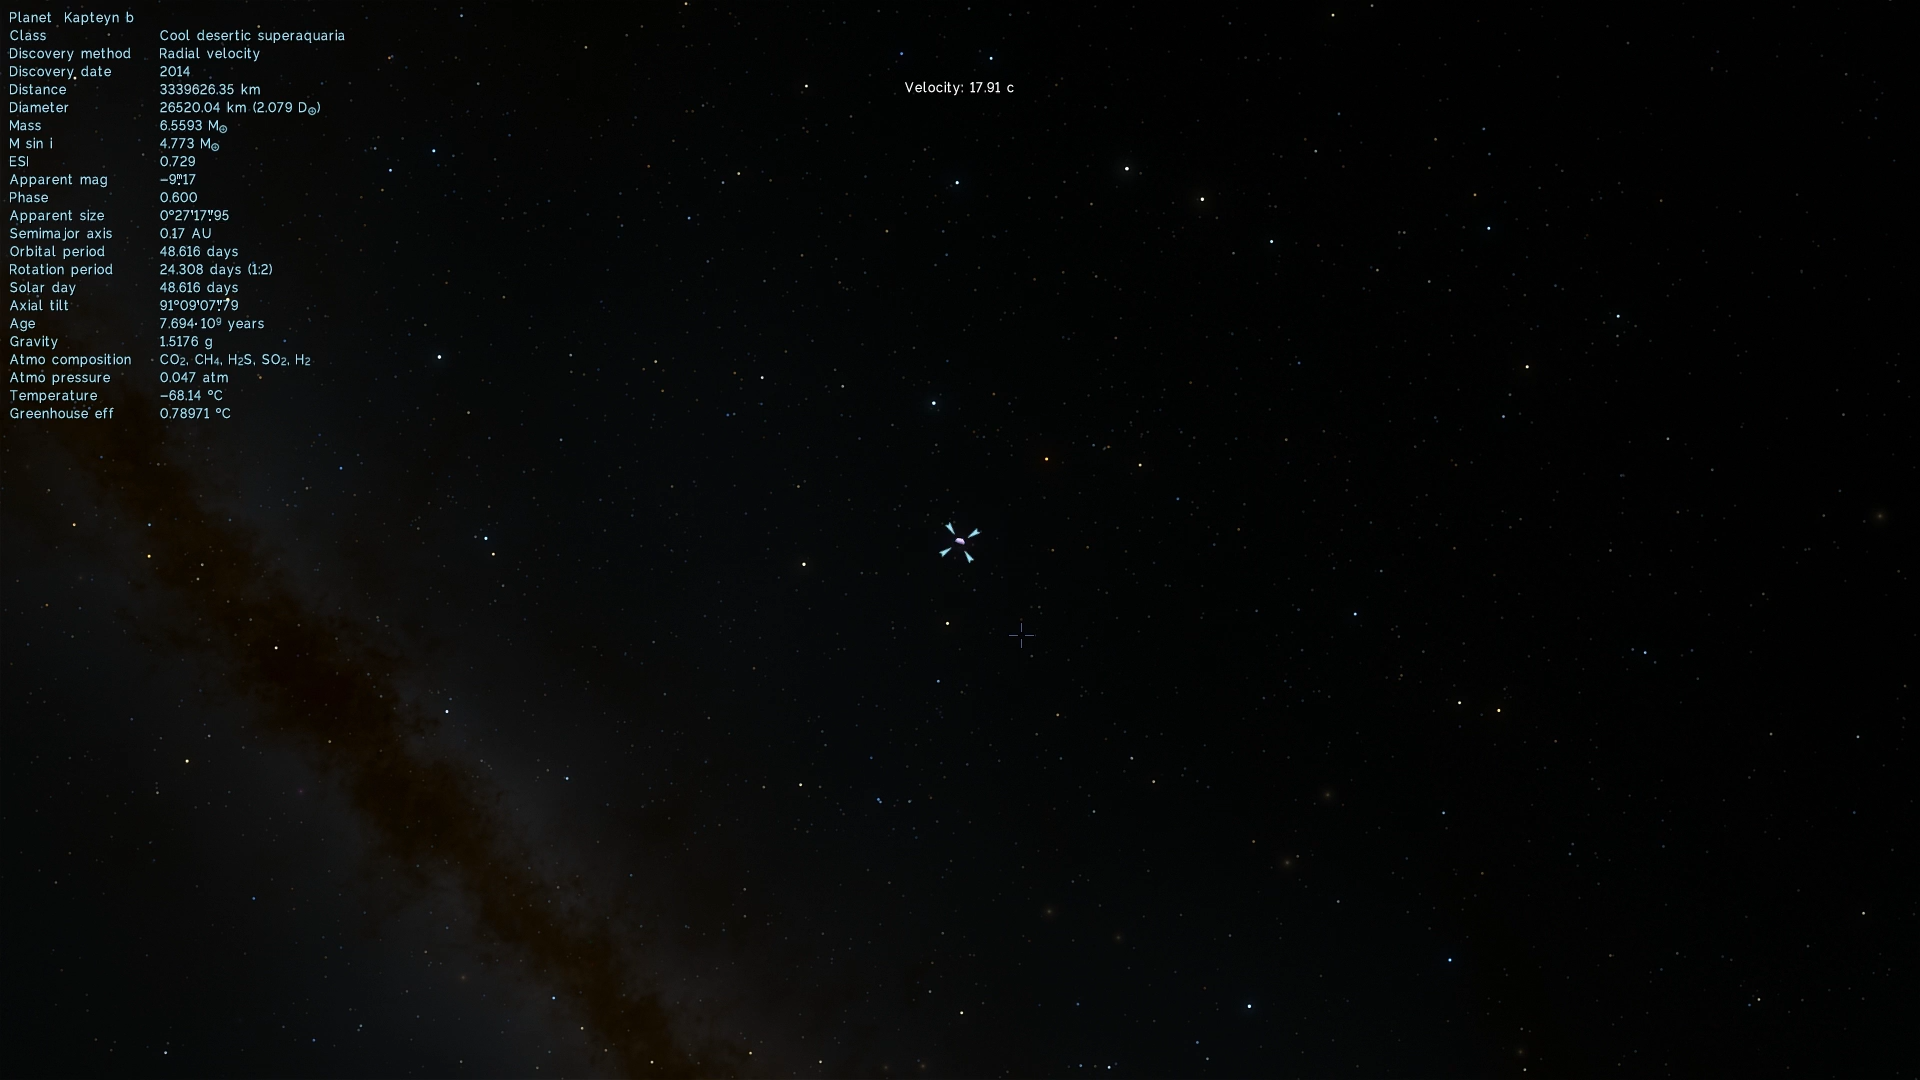 Planet Kapteyn b
Class Cool desertic superaquaria
Discovery method Radial velocity
Discovery date 2014
Distance 3339626.35 km
Diameter 26520.04 km (2.079 D⊕)
Mass 6.5593 M⊕
M sin i 4.773 M⊕
ESI 0.729
Apparent mag −9ᵐ.17
Phase 0.600
Apparent size 0°27'17".95
Semimajor axis 0.17 AU
Orbital period 48.616 days
Rotation period 24.308 days (1:2)
Solar day 48.616 days
Axial tilt 91°09'07".79
Age 7.694·10⁹ years
Gravity 1.5176 g
Atmo composition CO₂, CH₄, H₂S, SO₂, H₂
Atmo pressure 0.047 atm
Temperature −68.14 °C
Greenhouse eff 0.78971 °C
Velocity: 17.91 c